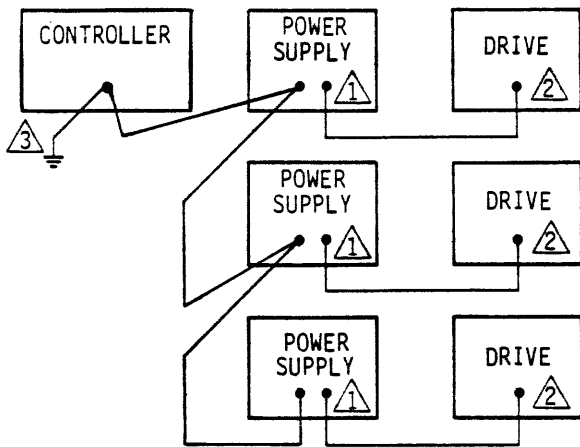 CONTROLLER
POWER
SUPPLY
DRIVE
1
2
3
POWER
SUPPLY
DRIVE
1
2
POWER
SUPPLY
DRIVE
1
2